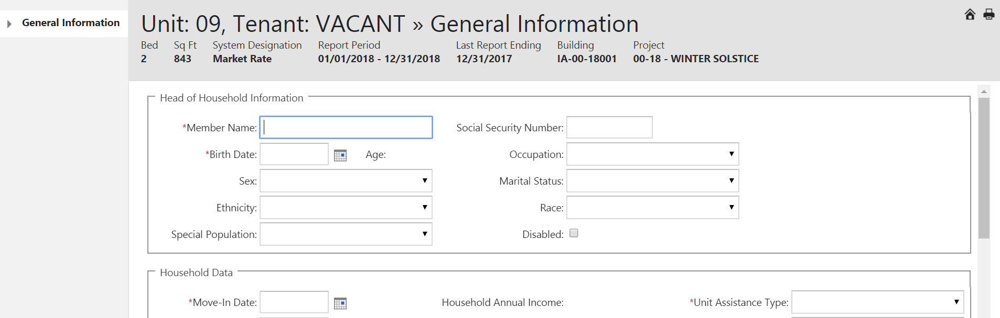 General Information
Unit: 09, Tenant: VACANT » General Information
Bed Sq Ft System Designation Report Period Last Report Ending Building Project
2 843 Market Rate 01/01/2018 - 12/31/2018 12/31/2017 IA-00-18001 00-18 - WINTER SOLSTICE
Head of Household Information
*Member Name: Social Security Number:
*Birth Date: Age: Occupation:
Sex: Marital Status:
Ethnicity: Race:
Special Population: Disabled:
Household Data
*Move-In Date: Household Annual Income: *Unit Assistance Type: